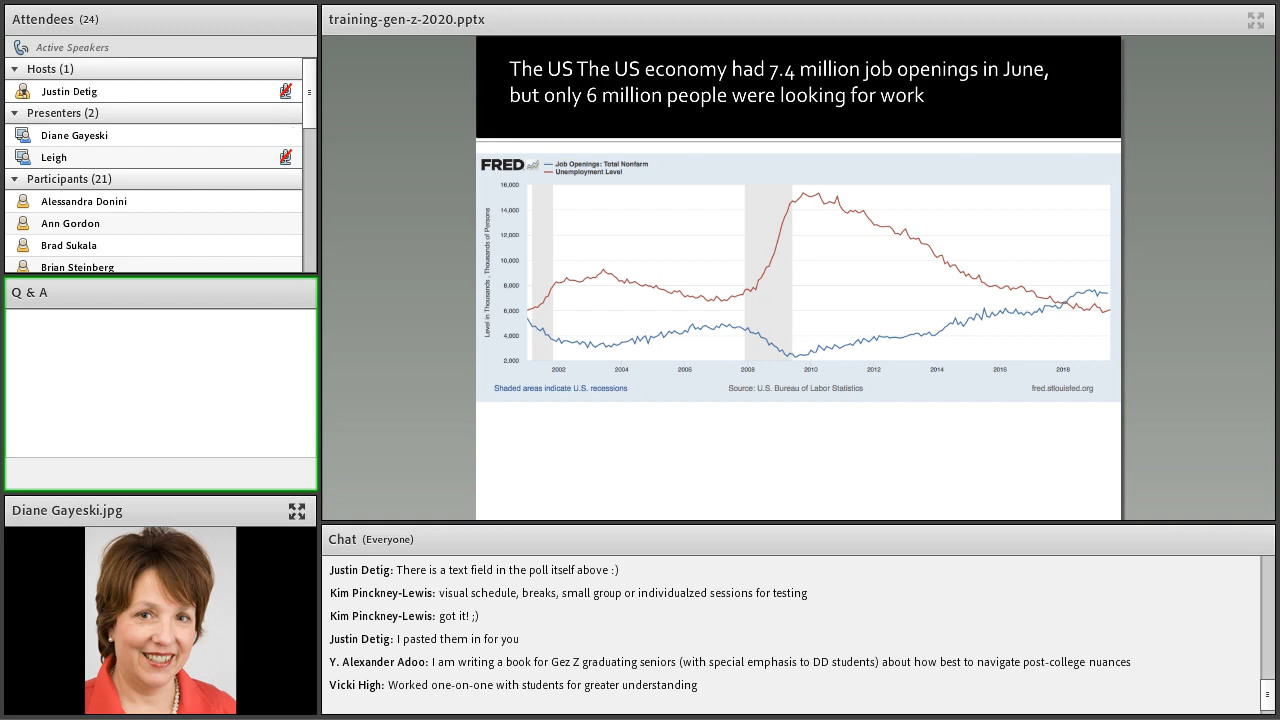 Attendees (24)
Active Speakers
Hosts (1)
Justin Detig
Presenters (2)
Diane Gayeski
Leigh
Participants (21)
Alessandra Donini
Ann Gordon
Brad Sukala
Brian Steinberg
Q & A
Diane Gayeski.jpg
training-gen-z-2020.pptx
The US The US economy had 7.4 million job openings in June,
but only 6 million people were looking for work
FRED
Job Openings: Total Nonfarm
Unemployment Level
Level in Thousands , Thousands of Persons
16,000
14,000
12,000
10,000
8,000
6,000
4,000
2,000
2002 2004 2006 2008 2010 2012 2014 2016 2018
Shaded areas indicate U.S. recessions Source: U.S. Bureau of Labor Statistics fred.stlouisfed.org
Chat (Everyone)
Justin Detig: There is a text field in the poll itself above :)
Kim Pinckney-Lewis: visual schedule, breaks, small group or individualzed sessions for testing
Kim Pinckney-Lewis: got it! ;)
Justin Detig: I pasted them in for you
Y. Alexander Adoo: I am writing a book for Gez Z graduating seniors (with special emphasis to DD students) about how best to navigate post-college nuances
Vicki High: Worked one-on-one with students for greater understanding